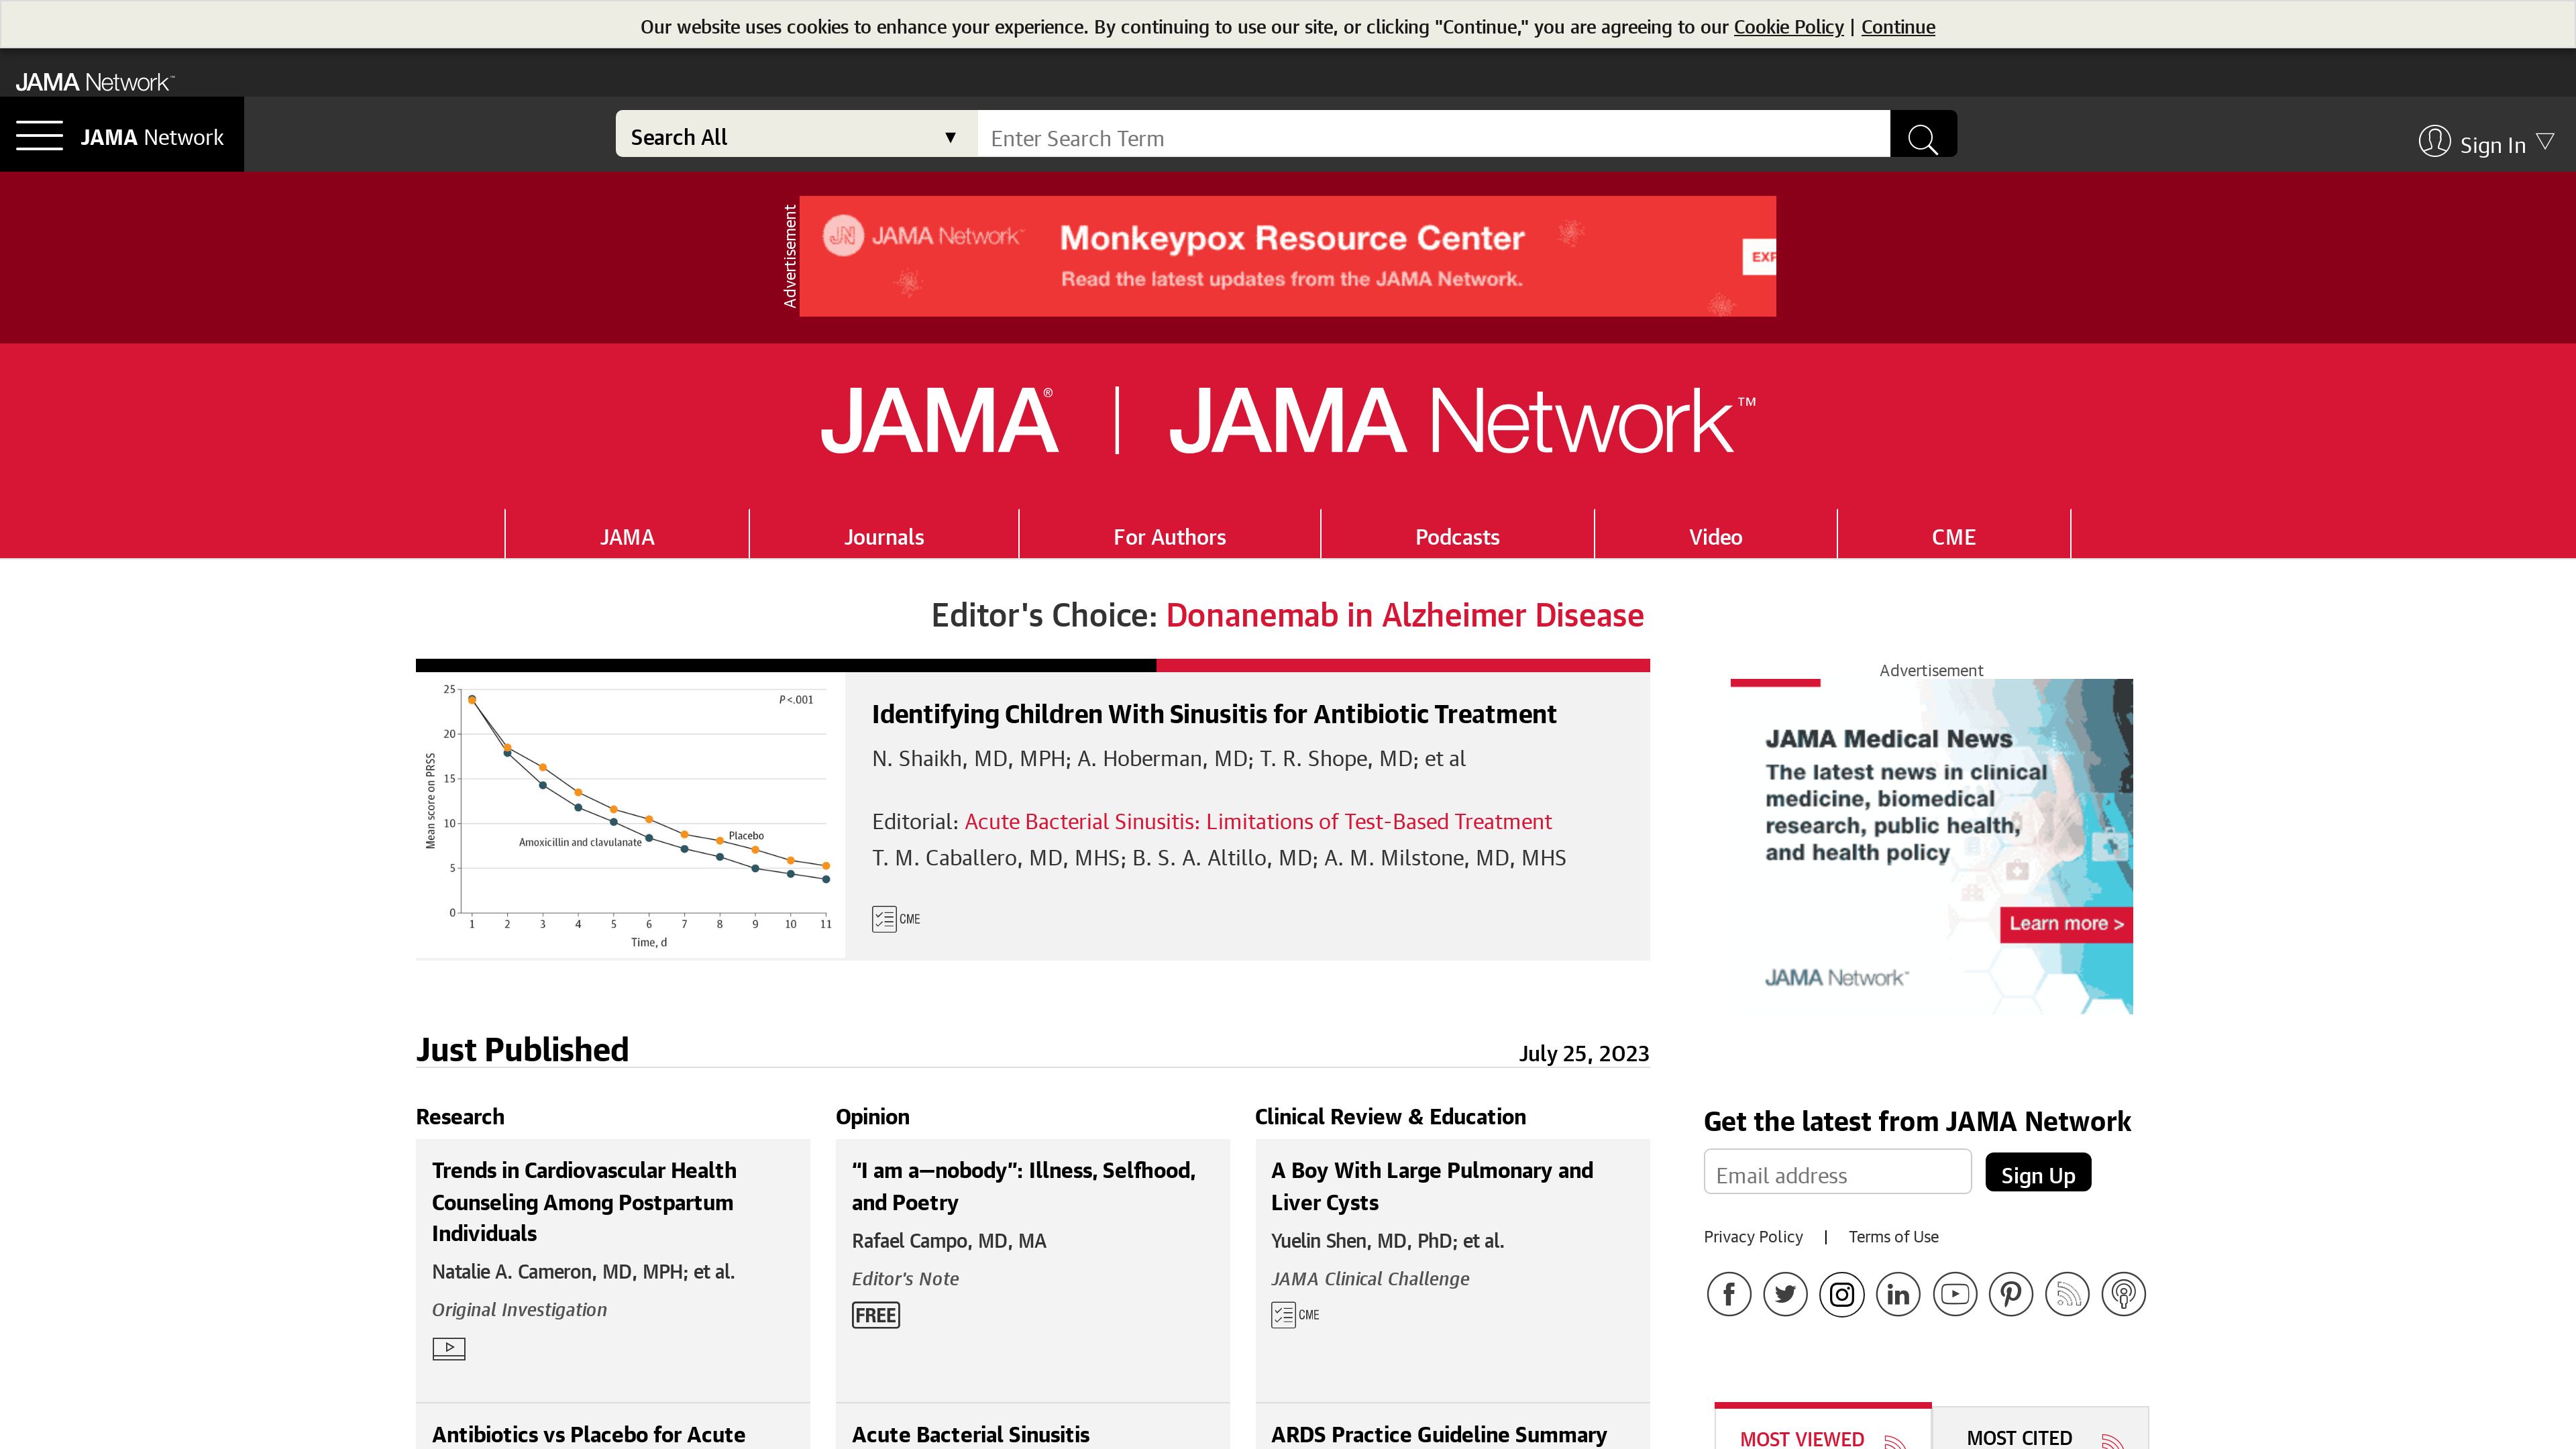 Our website uses cookies to enhance your experience. By continuing to use our site, or clicking "Continue," you are agreeing to our Cookie Policy | Continue
JAMA Network™
JAMA Network
Search All ▼
Enter Search Term
Sign In
Advertisement
JN JAMA Network™
Monkeypox Resource Center
Read the latest updates from the JAMA Network.
EXP
JAMA® | JAMA Network™
JAMA
Journals
For Authors
Podcasts
Video
CME
Editor's Choice: Donanemab in Alzheimer Disease
25
20
15
10
5
0
Mean score on PRSS
P <.001
Placebo
Amoxicillin and clavulanate
1 2 3 4 5 6 7 8 9 10 11
Time, d
Identifying Children With Sinusitis for Antibiotic Treatment
N. Shaikh, MD, MPH; A. Hoberman, MD; T. R. Shope, MD; et al
Editorial: Acute Bacterial Sinusitis: Limitations of Test-Based Treatment
T. M. Caballero, MD, MHS; B. S. A. Altillo, MD; A. M. Milstone, MD, MHS
CME
Advertisement
JAMA Medical News
The latest news in clinical
medicine, biomedical
research, public health,
and health policy
Learn more >
JAMA Network™
Just Published
July 25, 2023
Research
Trends in Cardiovascular Health
Counseling Among Postpartum
Individuals
Natalie A. Cameron, MD, MPH; et al.
Original Investigation
Antibiotics vs Placebo for Acute
Opinion
“I am a—nobody”: Illness, Selfhood,
and Poetry
Rafael Campo, MD, MA
Editor's Note
FREE
Acute Bacterial Sinusitis
Clinical Review & Education
A Boy With Large Pulmonary and
Liver Cysts
Yuelin Shen, MD, PhD; et al.
JAMA Clinical Challenge
CME
ARDS Practice Guideline Summary
Get the latest from JAMA Network
Email address
Sign Up
Privacy Policy | Terms of Use
MOST VIEWED
MOST CITED